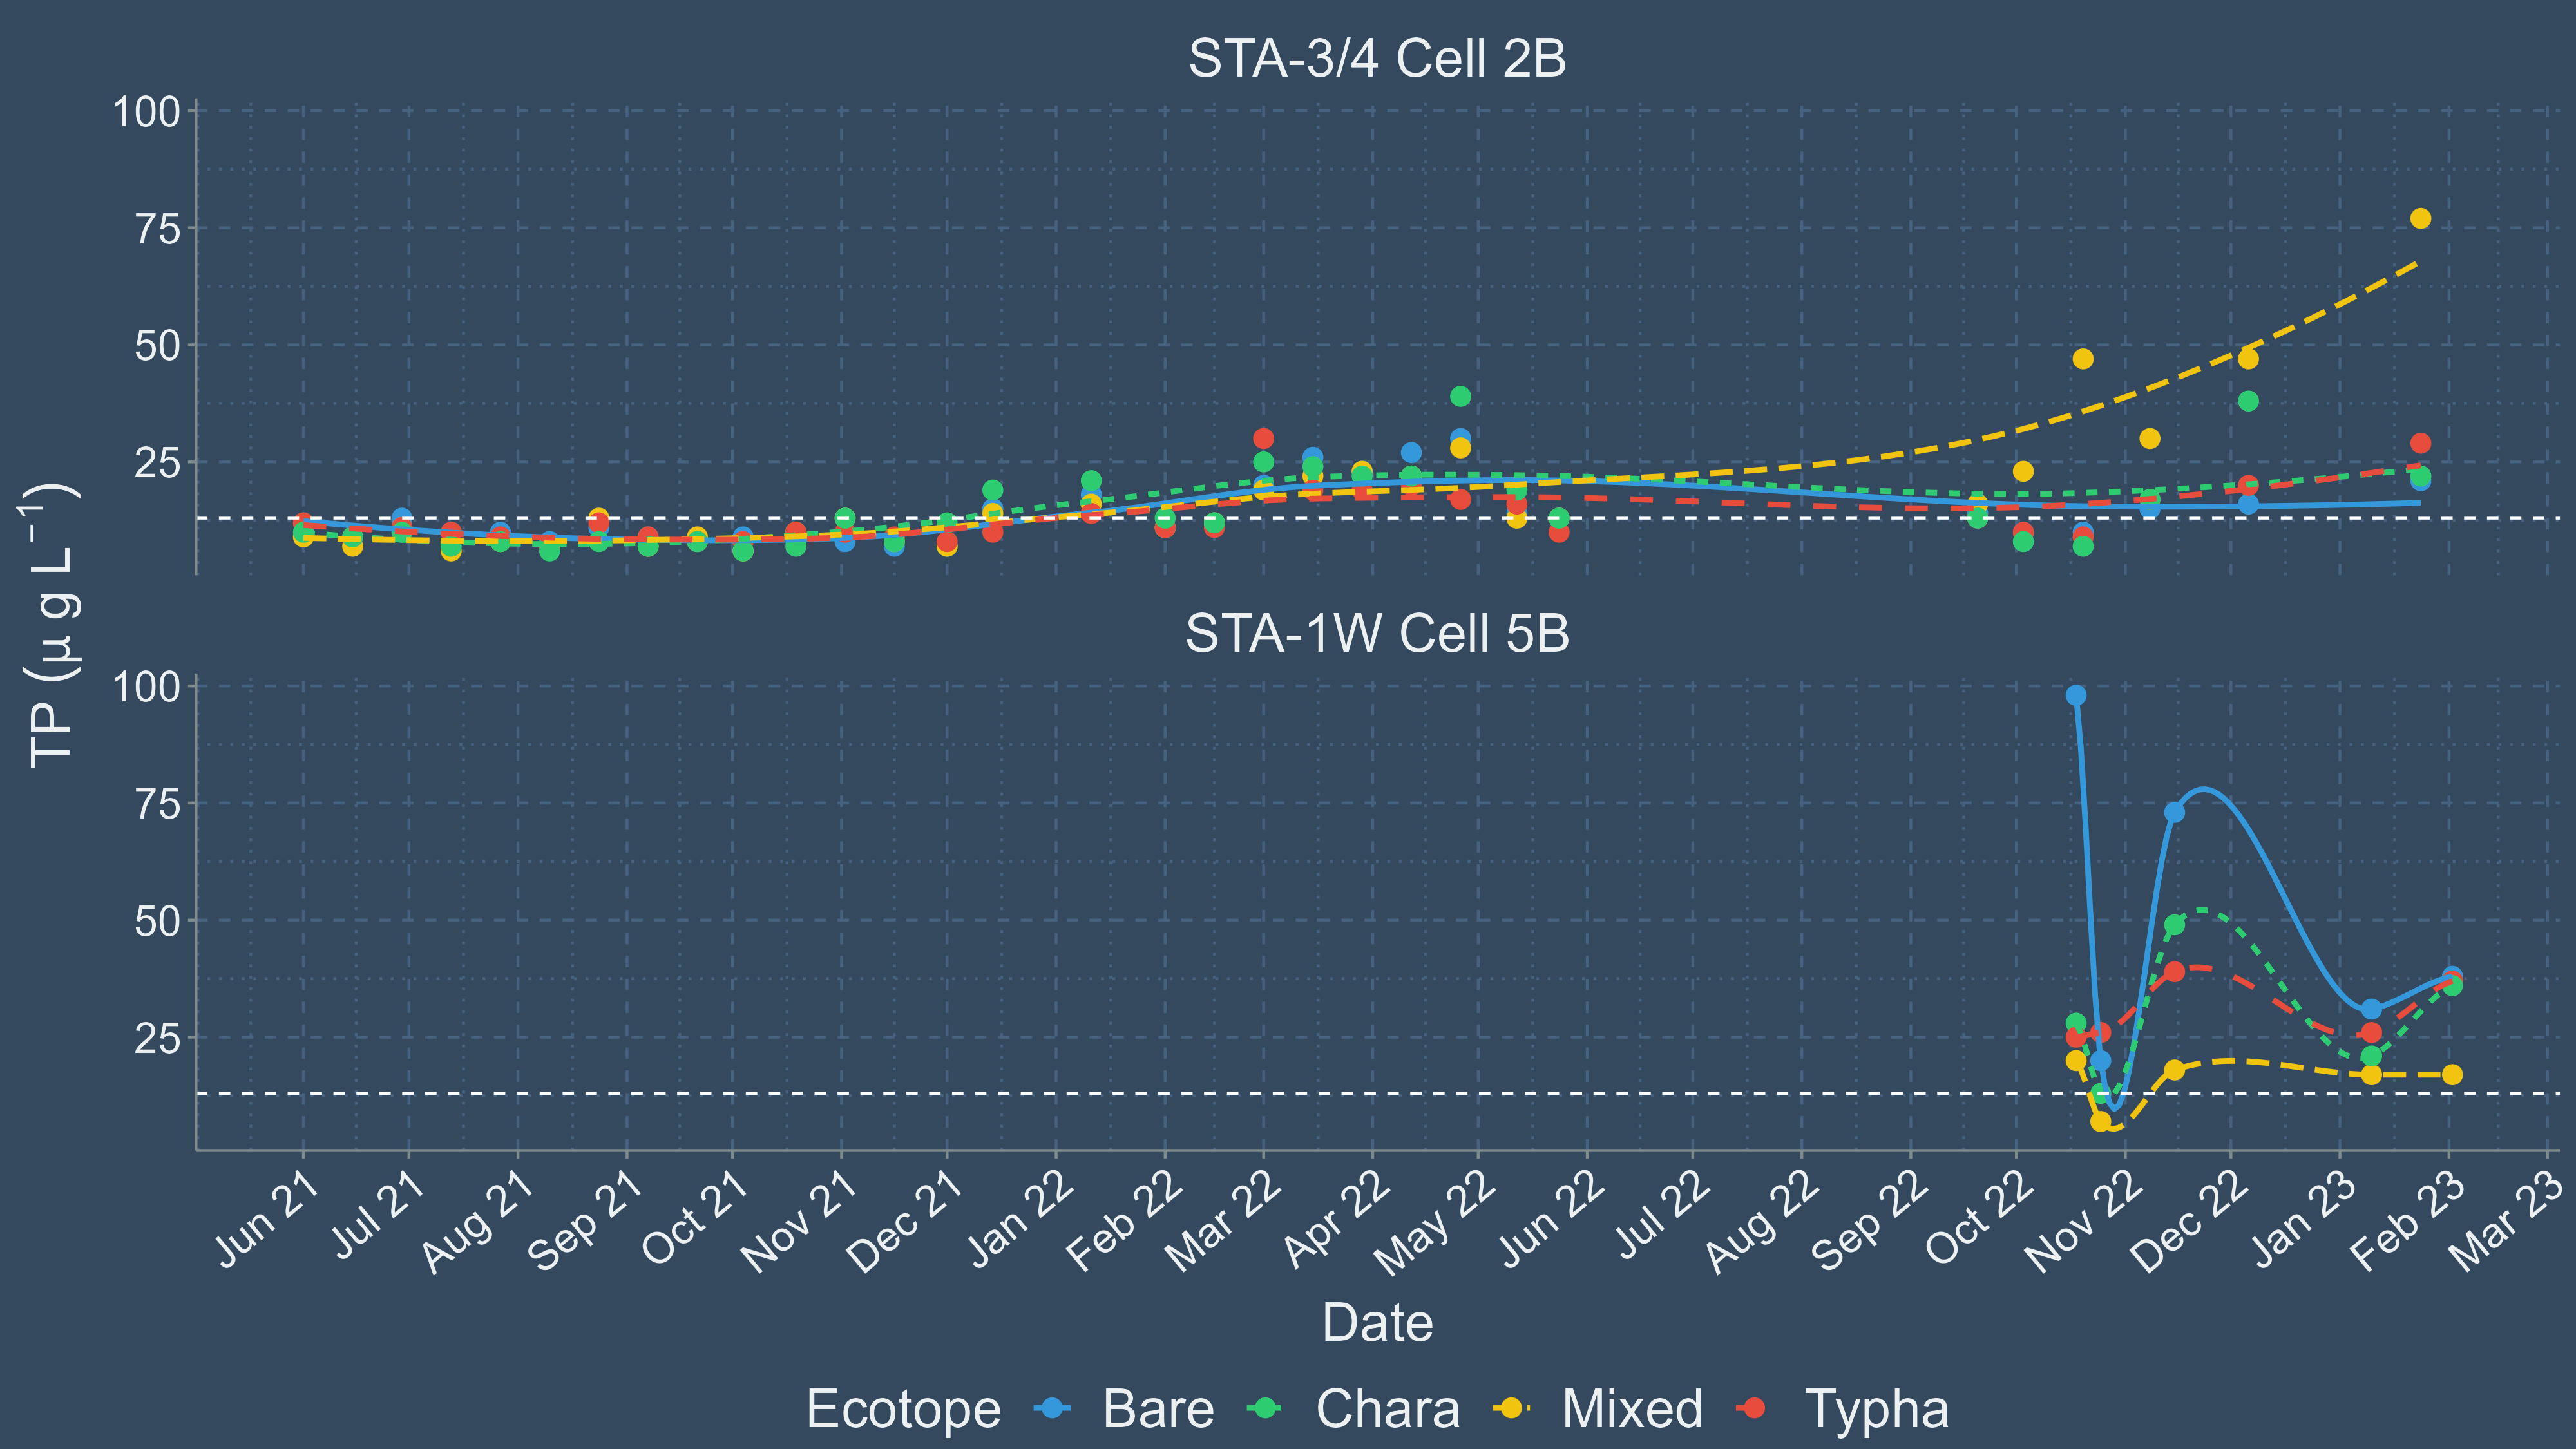 STA-3/4 Cell 2B
100
75
50
25
STA-1W Cell 5B
100
75
50
25
TP (μ g L⁻¹)
Jun 21
Jul 21
Aug 21
Sep 21
Oct 21
Nov 21
Dec 21
Jan 22
Feb 22
Mar 22
Apr 22
May 22
Jun 22
Jul 22
Aug 22
Sep 22
Oct 22
Nov 22
Dec 22
Jan 23
Feb 23
Mar 23
Date
Ecotope Bare Chara Mixed Typha